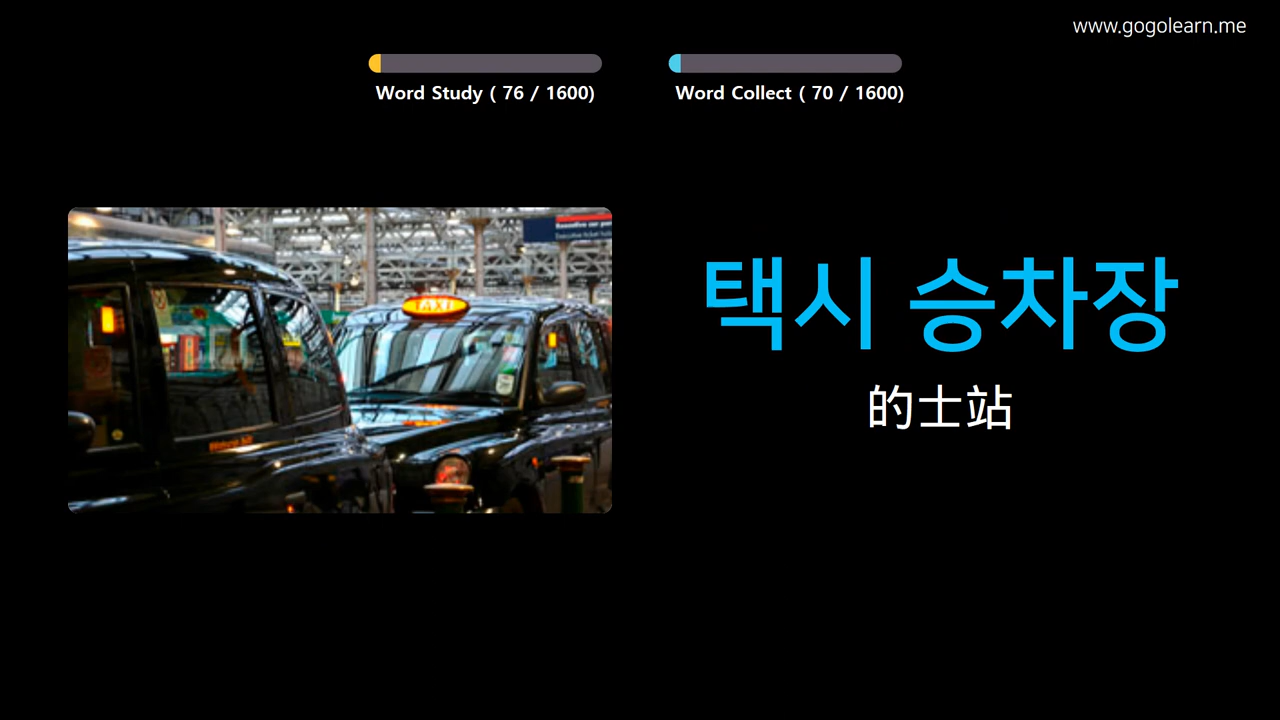 www.gogolearn.me
Word Study ( 76 / 1600)
Word Collect ( 70 / 1600)
택시 승차장
的士站
TAXI